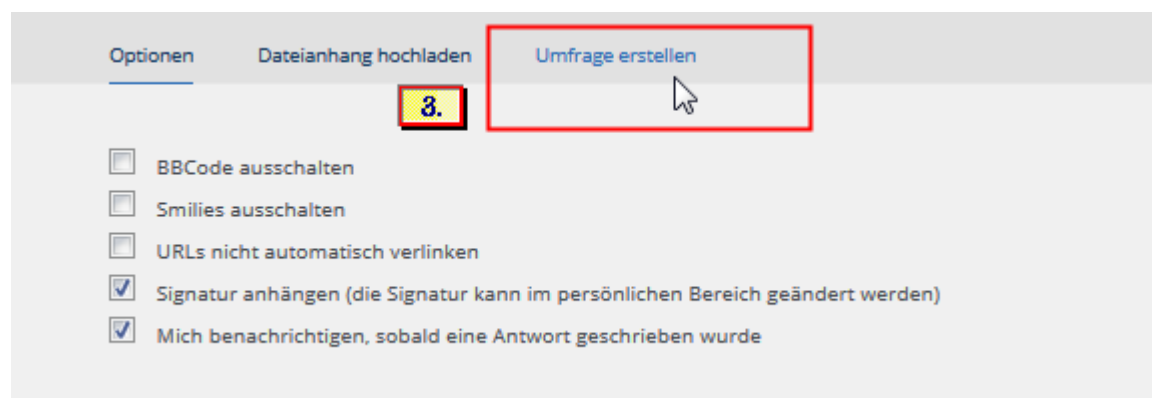 Optionen Dateianhang hochladen Umfrage erstellen
3.
BBCode ausschalten
Smilies ausschalten
URLs nicht automatisch verlinken
Signatur anhängen (die Signatur kann im persönlichen Bereich geändert werden)
Mich benachrichtigen, sobald eine Antwort geschrieben wurde